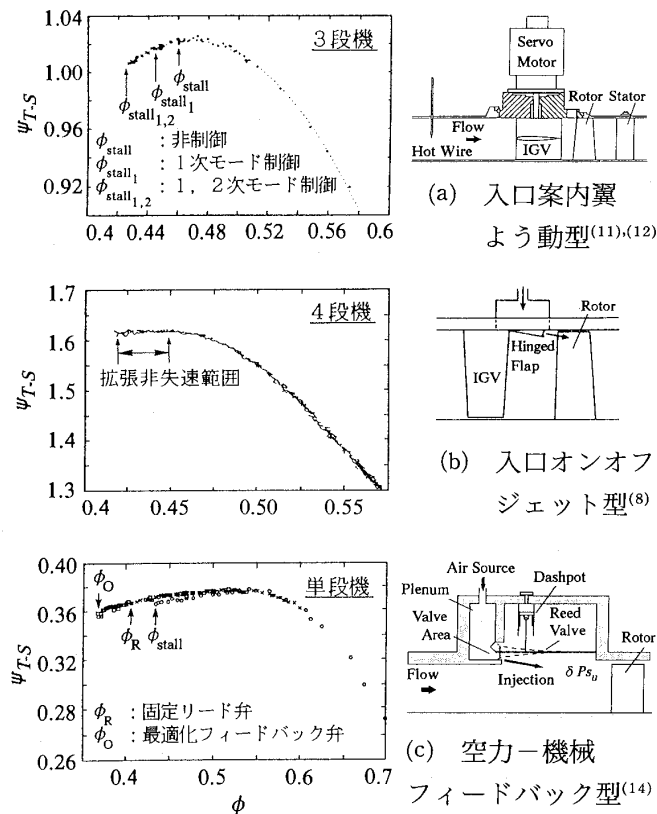 ψT-S
1.04
1.00
0.96
0.92
0.4
0.44
0.48
0.52
0.56
0.6
3段機
ϕstall
ϕstall1
ϕstall1,2
ϕstall : 非制御
ϕstall1 : 1次モード制御
ϕstall1,2 : 1, 2次モード制御
Servo
Motor
Rotor
Stator
Flow
IGV
Hot Wire
(a) 入口案内翼
よう動型(11),(12)
ψT-S
1.7
1.6
1.5
1.4
1.3
0.4
0.45
0.50
0.55
4段機
拡張非失速範囲
Rotor
Hinged
Flap
IGV
(b) 入口オンオフ
ジェット型(8)
ψT-S
0.40
0.36
0.32
0.28
0.26
0.4
0.5
0.6
0.7
ϕ
単段機
ϕO
ϕR
ϕstall
ϕR : 固定リード弁
ϕO : 最適化フィードバック弁
Air Source
Plenum
Dashpot
Valve
Area
Reed
Valve
Rotor
Flow
Injection
δPsu
(c) 空力－機械
フィードバック型(14)